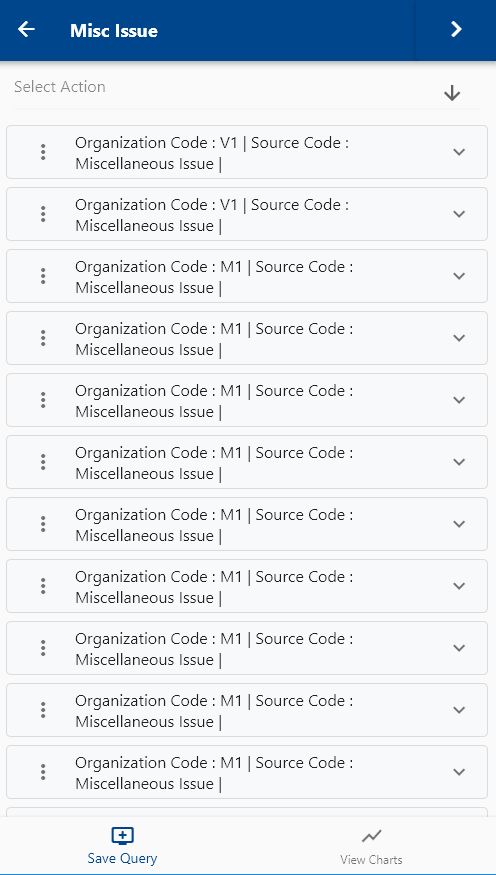 Misc Issue
Select Action
Organization Code : V1 | Source Code :
Miscellaneous Issue |
Organization Code : V1 | Source Code :
Miscellaneous Issue |
Organization Code : M1 | Source Code :
Miscellaneous Issue |
Organization Code : M1 | Source Code :
Miscellaneous Issue |
Organization Code : M1 | Source Code :
Miscellaneous Issue |
Organization Code : M1 | Source Code :
Miscellaneous Issue |
Organization Code : M1 | Source Code :
Miscellaneous Issue |
Organization Code : M1 | Source Code :
Miscellaneous Issue |
Organization Code : M1 | Source Code :
Miscellaneous Issue |
Organization Code : M1 | Source Code :
Miscellaneous Issue |
Organization Code : M1 | Source Code :
Miscellaneous Issue |
Save Query
View Charts